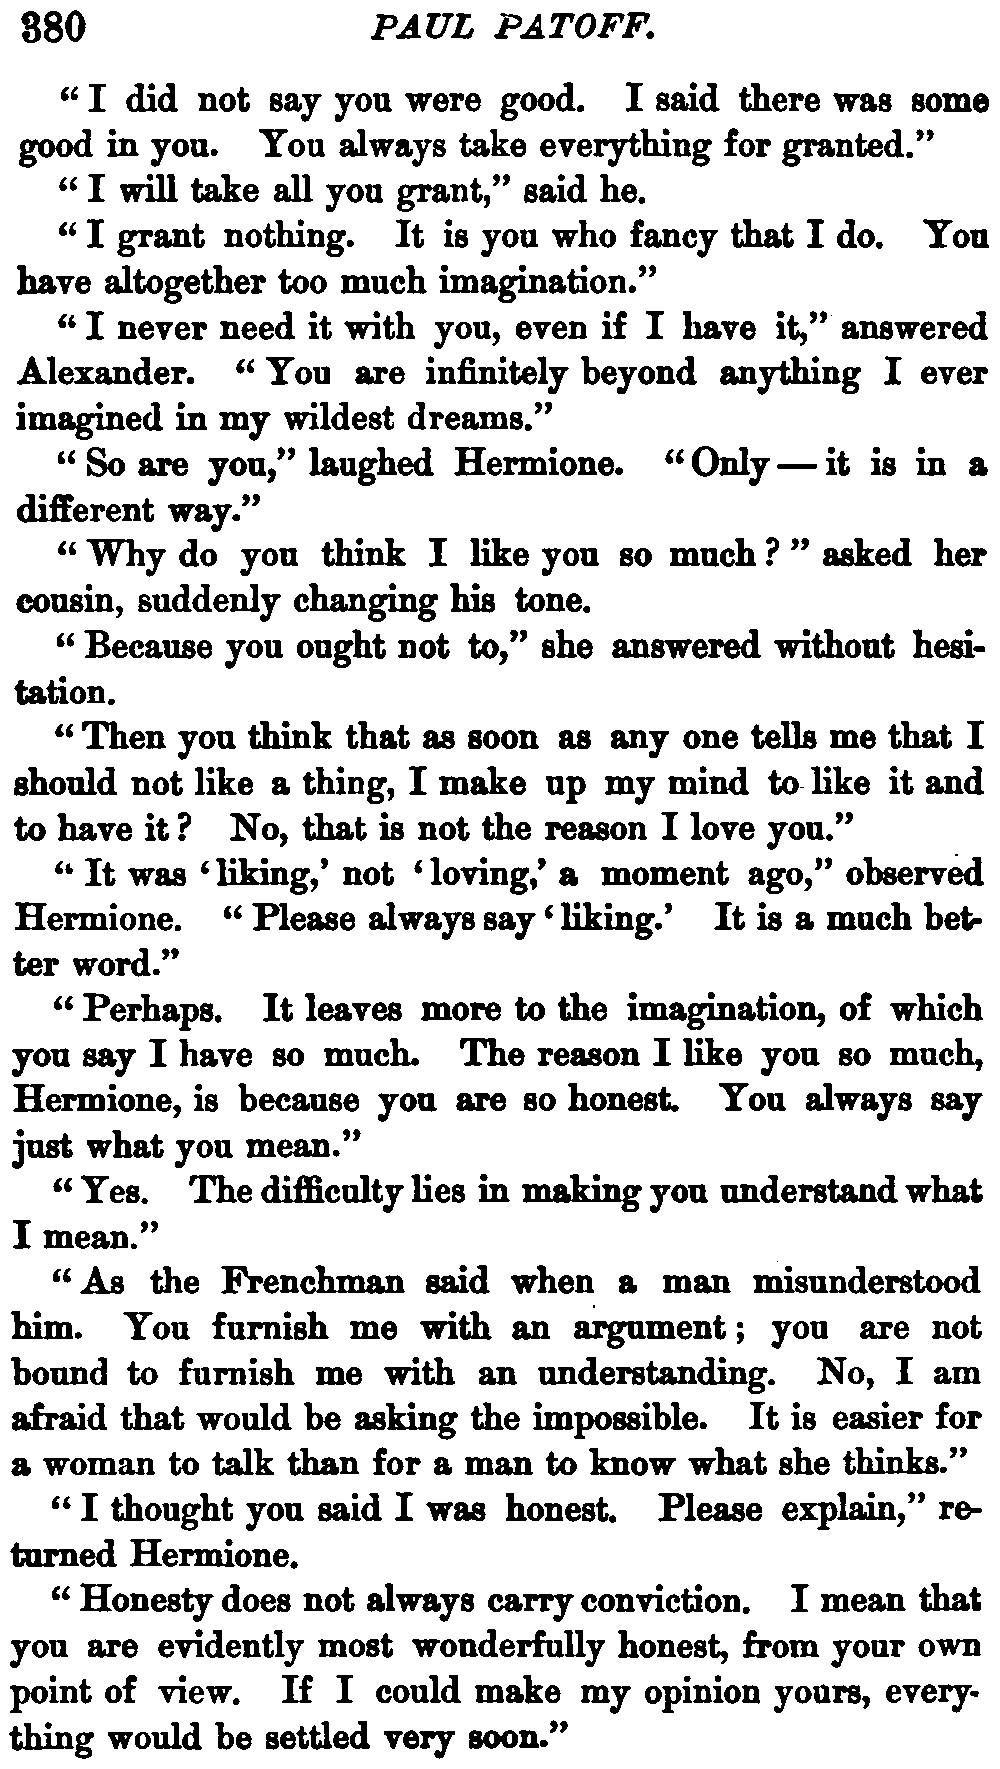 380 PAUL PATOFF.
“I did not say you were good. I said there was some
good in you. You always take everything for granted.”
“I will take all you grant,” said he.
“I grant nothing. It is you who fancy that I do. You
have altogether too much imagination.”
“I never need it with you, even if I have it,” answered
Alexander. “You are infinitely beyond anything I ever
imagined in my wildest dreams.”
“So are you,” laughed Hermione. “Only — it is in a
different way.”
“Why do you think I like you so much?” asked her
cousin, suddenly changing his tone.
“Because you ought not to,” she answered without hesi-
tation.
“Then you think that as soon as any one tells me that I
should not like a thing, I make up my mind to like it and
to have it? No, that is not the reason I love you.”
“It was ‘liking,’ not ‘loving,’ a moment ago,” observed
Hermione. “Please always say ‘liking.’ It is a much bet-
ter word.”
“Perhaps. It leaves more to the imagination, of which
you say I have so much. The reason I like you so much,
Hermione, is because you are so honest. You always say
just what you mean.”
“Yes. The difficulty lies in making you understand what
I mean.”
“As the Frenchman said when a man misunderstood
him. You furnish me with an argument; you are not
bound to furnish me with an understanding. No, I am
afraid that would be asking the impossible. It is easier for
a woman to talk than for a man to know what she thinks.”
“I thought you said I was honest. Please explain,” re-
turned Hermione.
“Honesty does not always carry conviction. I mean that
you are evidently most wonderfully honest, from your own
point of view. If I could make my opinion yours, every-
thing would be settled very soon.”